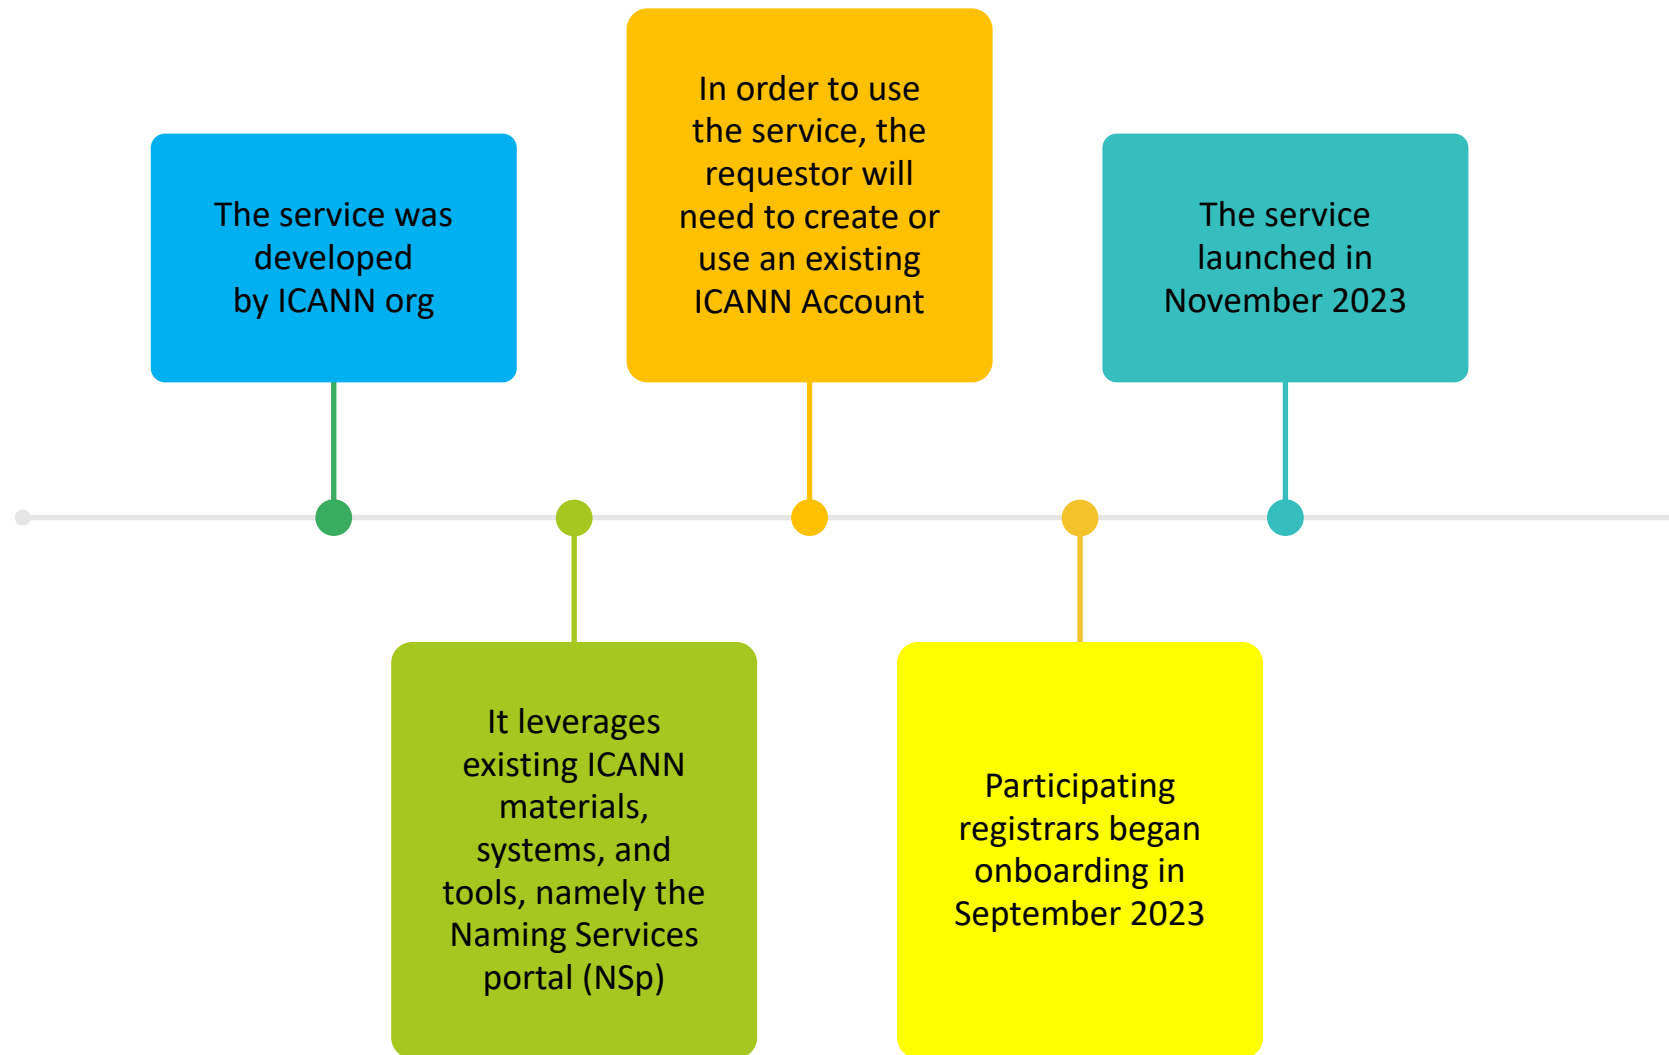 The service was
developed
by ICANN org
It leverages
existing ICANN
materials,
systems, and
tools, namely the
Naming Services
portal (NSp)
In order to use
the service, the
requestor will
need to create or
use an existing
ICANN Account
Participating
registrars began
onboarding in
September 2023
The service
launched in
November 2023